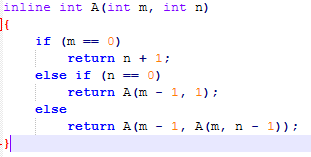 inline int A(int m, int n)
{
    if (m == 0)
        return n + 1;
    else if (n == 0)
        return A(m - 1, 1);
    else
        return A(m - 1, A(m, n - 1));
}